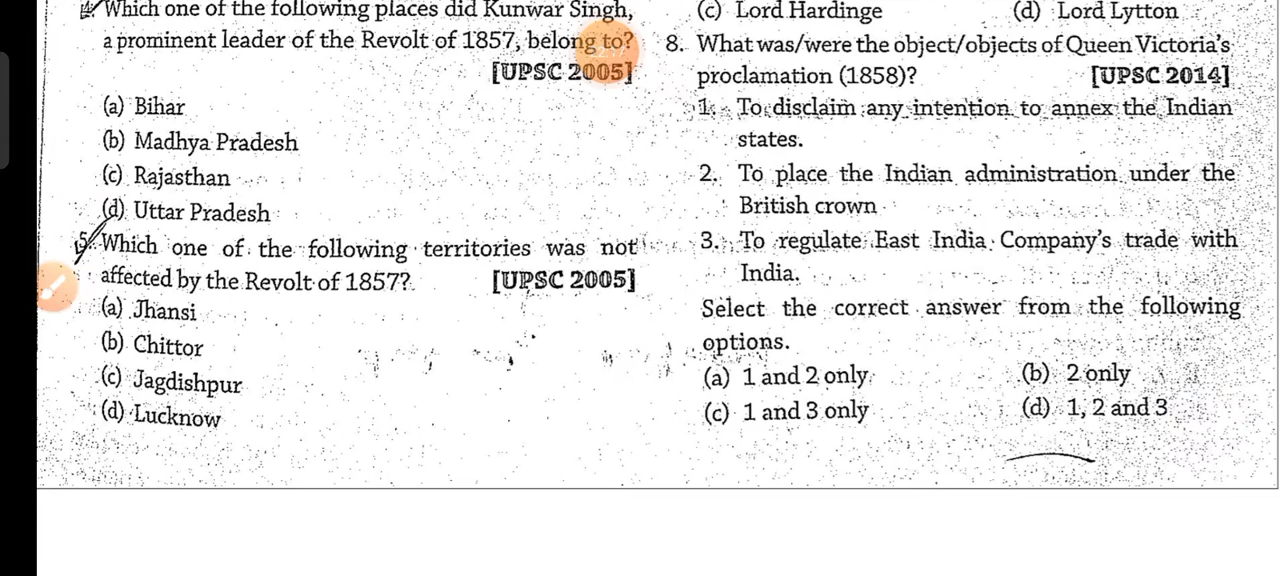 4. Which one of the following places did Kunwar Singh,
a prominent leader of the Revolt of 1857, belong to?
[UPSC 2005]
(a) Bihar
(b) Madhya Pradesh
(c) Rajasthan
(d) Uttar Pradesh
5. Which one of the following territories was not
affected by the Revolt of 1857?
[UPSC 2005]
(a) Jhansi
(b) Chittor
(c) Jagdishpur
(d) Lucknow
(c) Lord Hardinge (d) Lord Lytton
8. What was/were the object/objects of Queen Victoria's
proclamation (1858)? [UPSC 2014]
1. To disclaim any intention to annex the Indian
states.
2. To place the Indian administration under the
British crown
3. To regulate East India Company's trade with
India.
Select the correct answer from the following
options.
(a) 1 and 2 only (b) 2 only
(c) 1 and 3 only (d) 1, 2 and 3